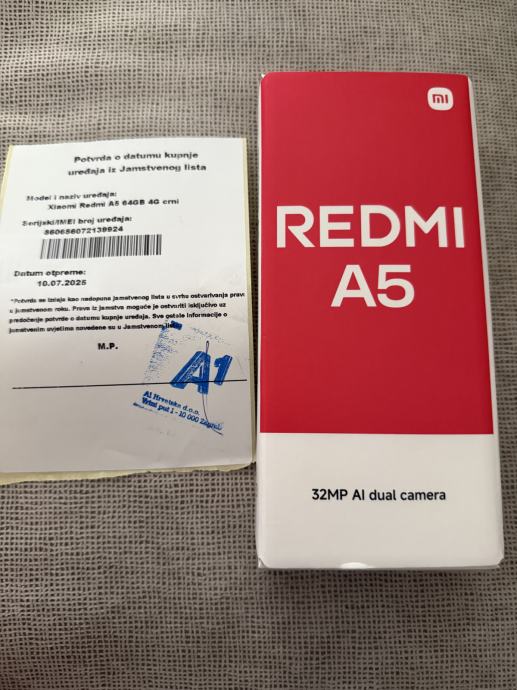 Potvrda o datumu kupnje
uređaja iz Jamstvenog lista
Model i naziv uređaja:
Xiaomi Redmi A5 64GB 4G crni
Serijski/IMEI broj uređaja:
860656072139924
Datum otpreme:
10.07.2025
*Potvrda se izdaje kao nadopuna jamstvenog lista u svrhu ostvarivanja prava
u jamstvenom roku. Prava iz jamstva moguće je ostvariti isključivo uz
predočenje potvrde o datumu kupnje uređaja. Sve ostale informacije o
jamstvenim uvjetima navedene su u Jamstvenom listu
M.P.
A1
A1 Hrvatska d.o.o.
Vrtni put 1 - 10 000 Zagreb
mi
REDMI
A5
32MP AI dual camera